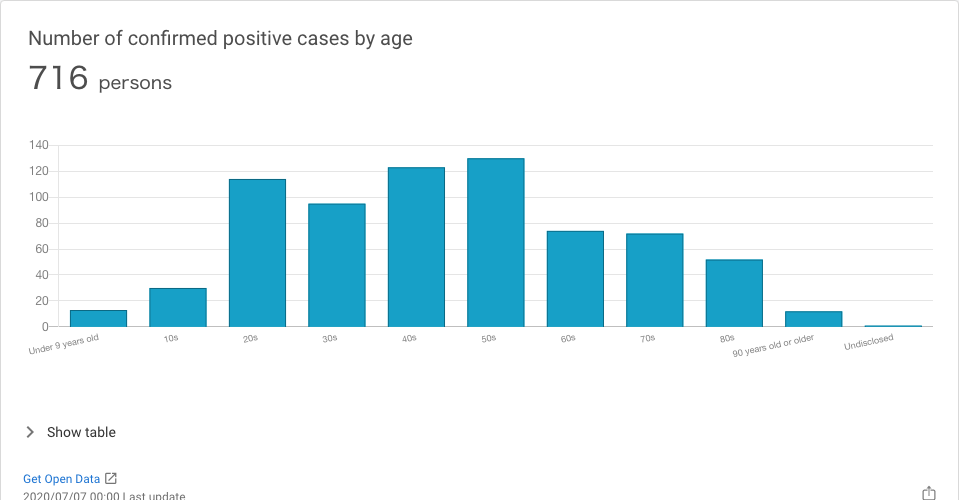 Number of confirmed positive cases by age
716 persons
140
120
100
80
60
40
20
0
Under 9 years old
10s
20s
30s
40s
50s
60s
70s
80s
90 years old or older
Undisclosed
Show table
Get Open Data
2020/07/07 00:00 Last update